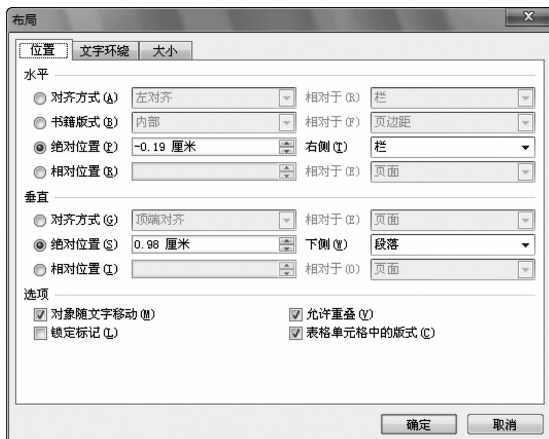 布局
位置 文字环绕 大小
水平
对齐方式(A) 左对齐 相对于(R) 栏
书籍版式(B) 内部 相对于(F) 页边距
绝对位置(P) -0.19 厘米 右侧(T) 栏
相对位置(R) 相对于(E) 页面
垂直
对齐方式(G) 顶端对齐 相对于(E) 页面
绝对位置(S) 0.98 厘米 下侧(W) 段落
相对位置(I) 相对于(O) 页面
选项
对象随文字移动(M) 允许重叠(V)
锁定标记(L) 表格单元格中的版式(C)
确定 取消